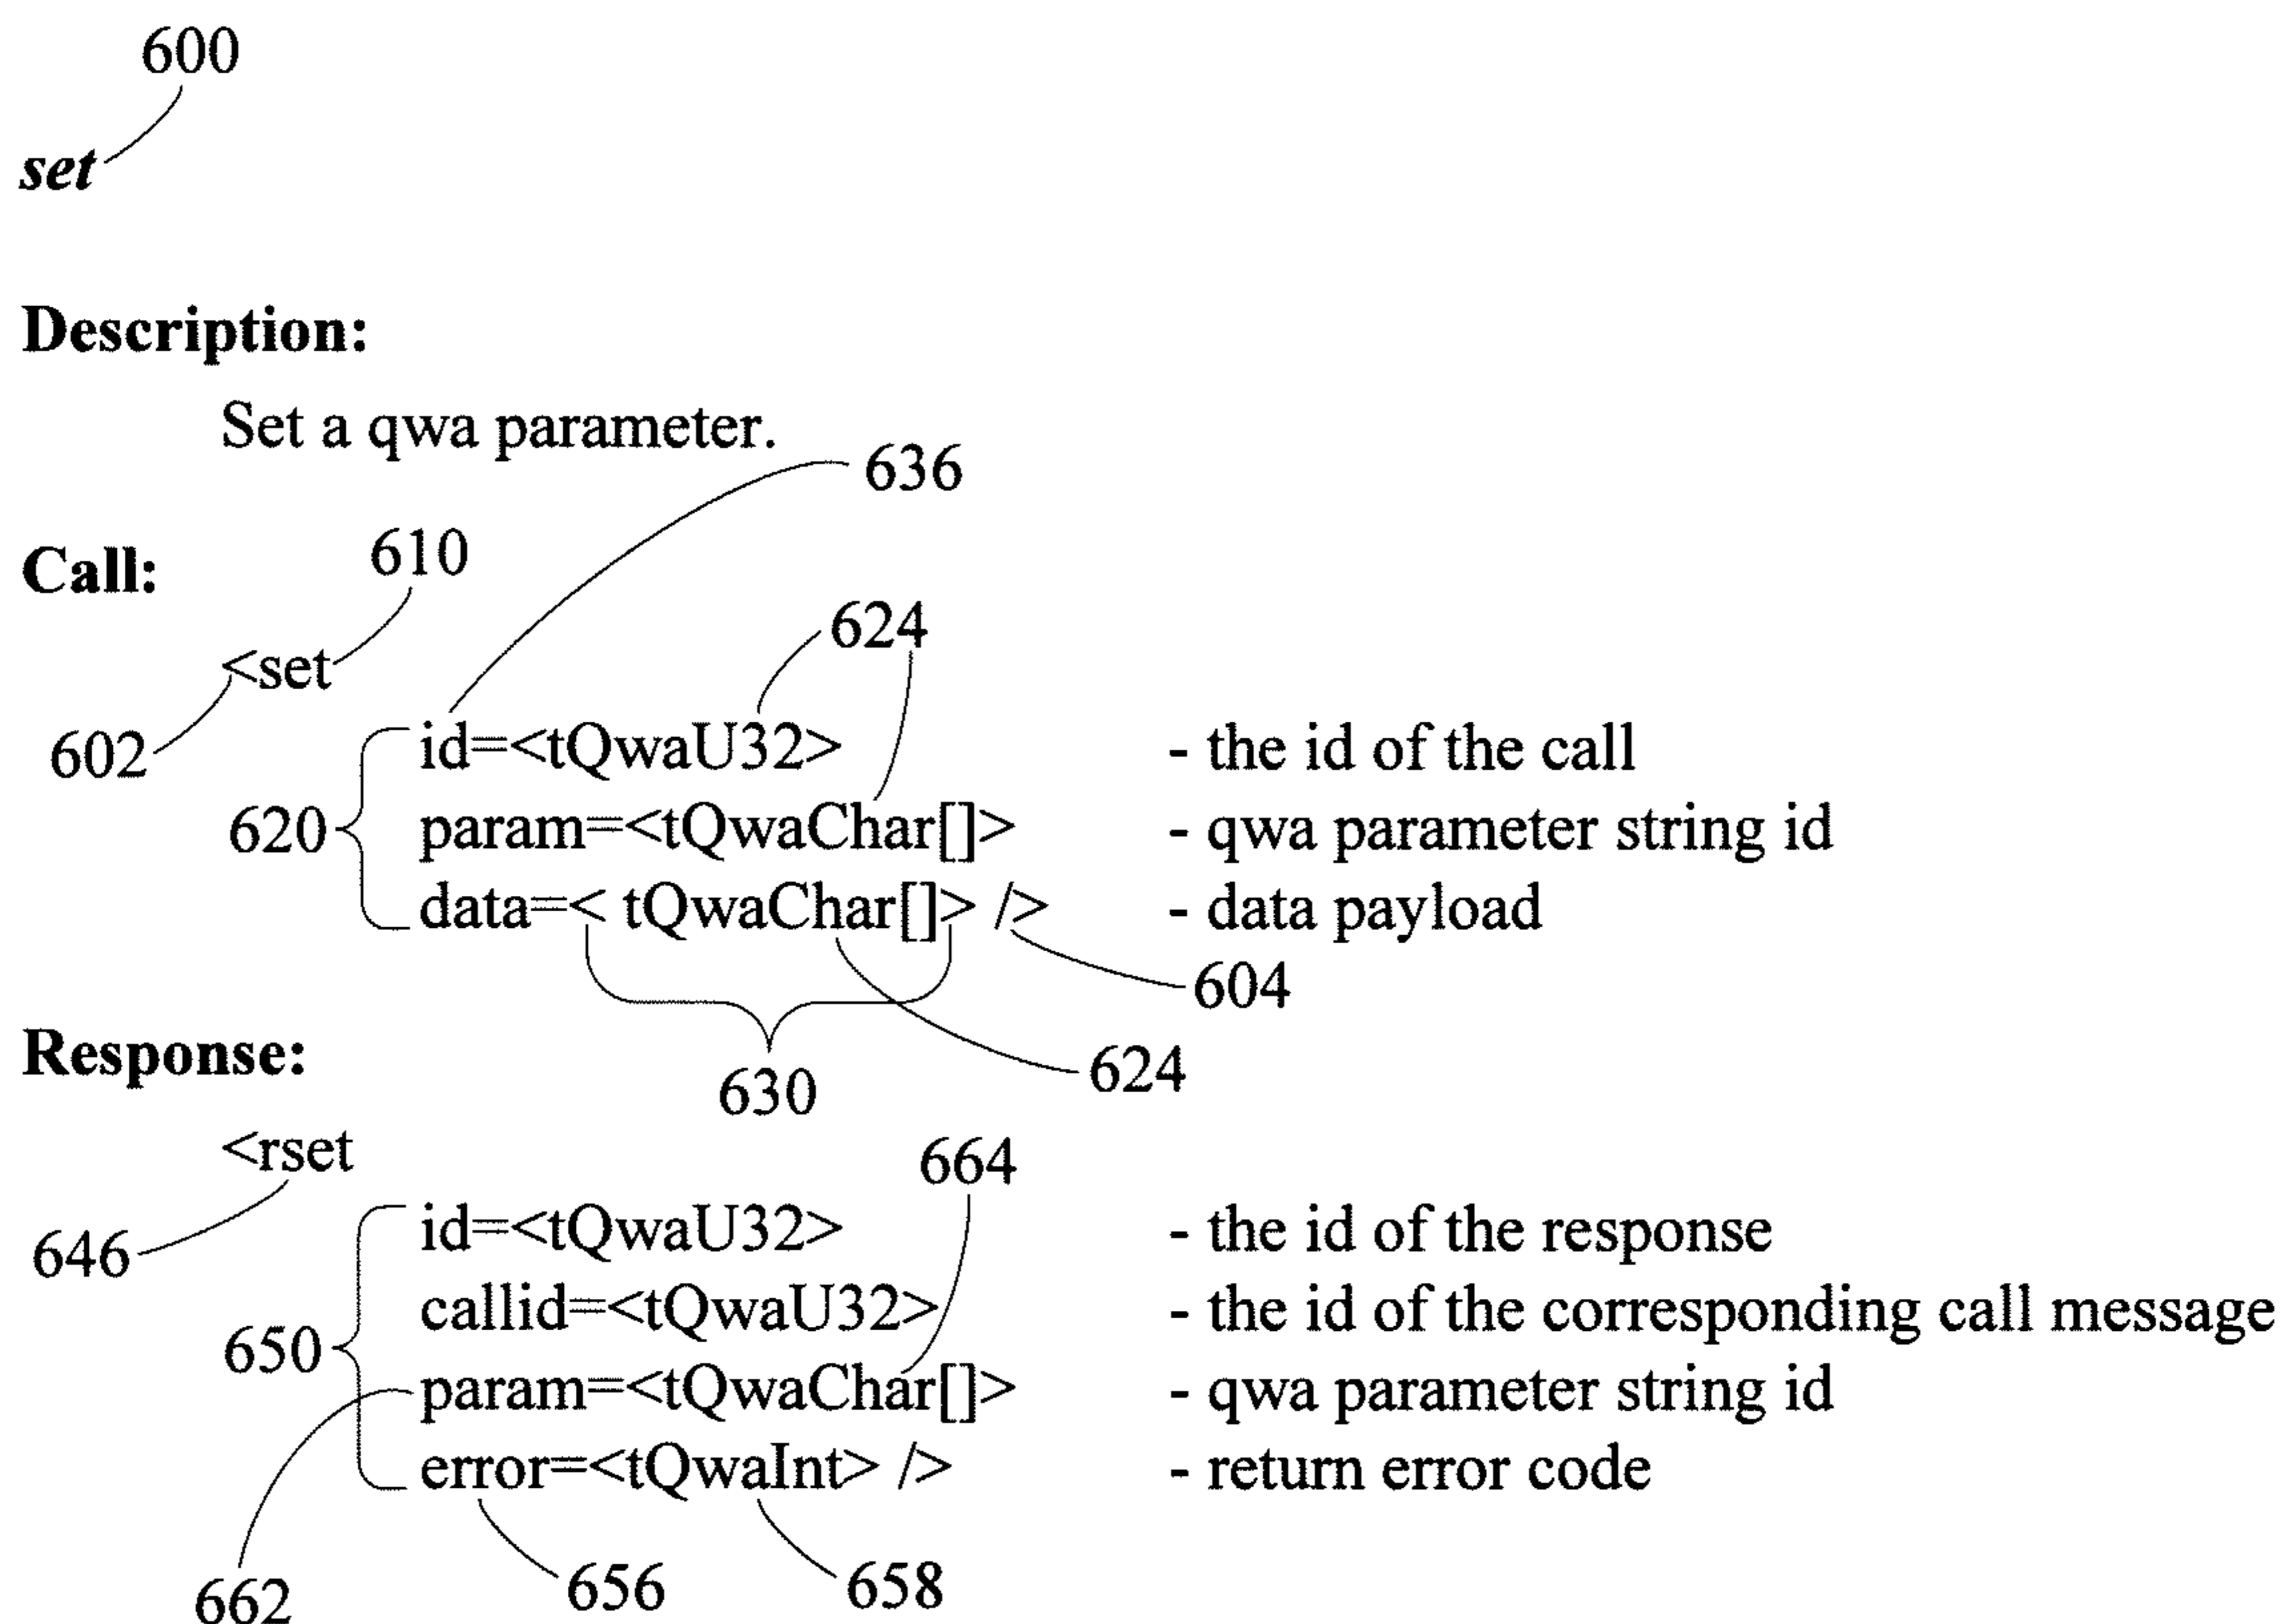 600
set
Description:
Set a qwa parameter.
636
Call:
610
624
<set
602
id=<tQwaU32> - the id of the call
620
param=<tQwaChar[]> - qwa parameter string id
data=< tQwaChar[]> /> - data payload
604
Response:
630
624
<rset
664
646
id=<tQwaU32> - the id of the response
callid=<tQwaU32> - the id of the corresponding call message
650
param=<tQwaChar[]> - qwa parameter string id
error=<tQwaInt> /> - return error code
662
656
658